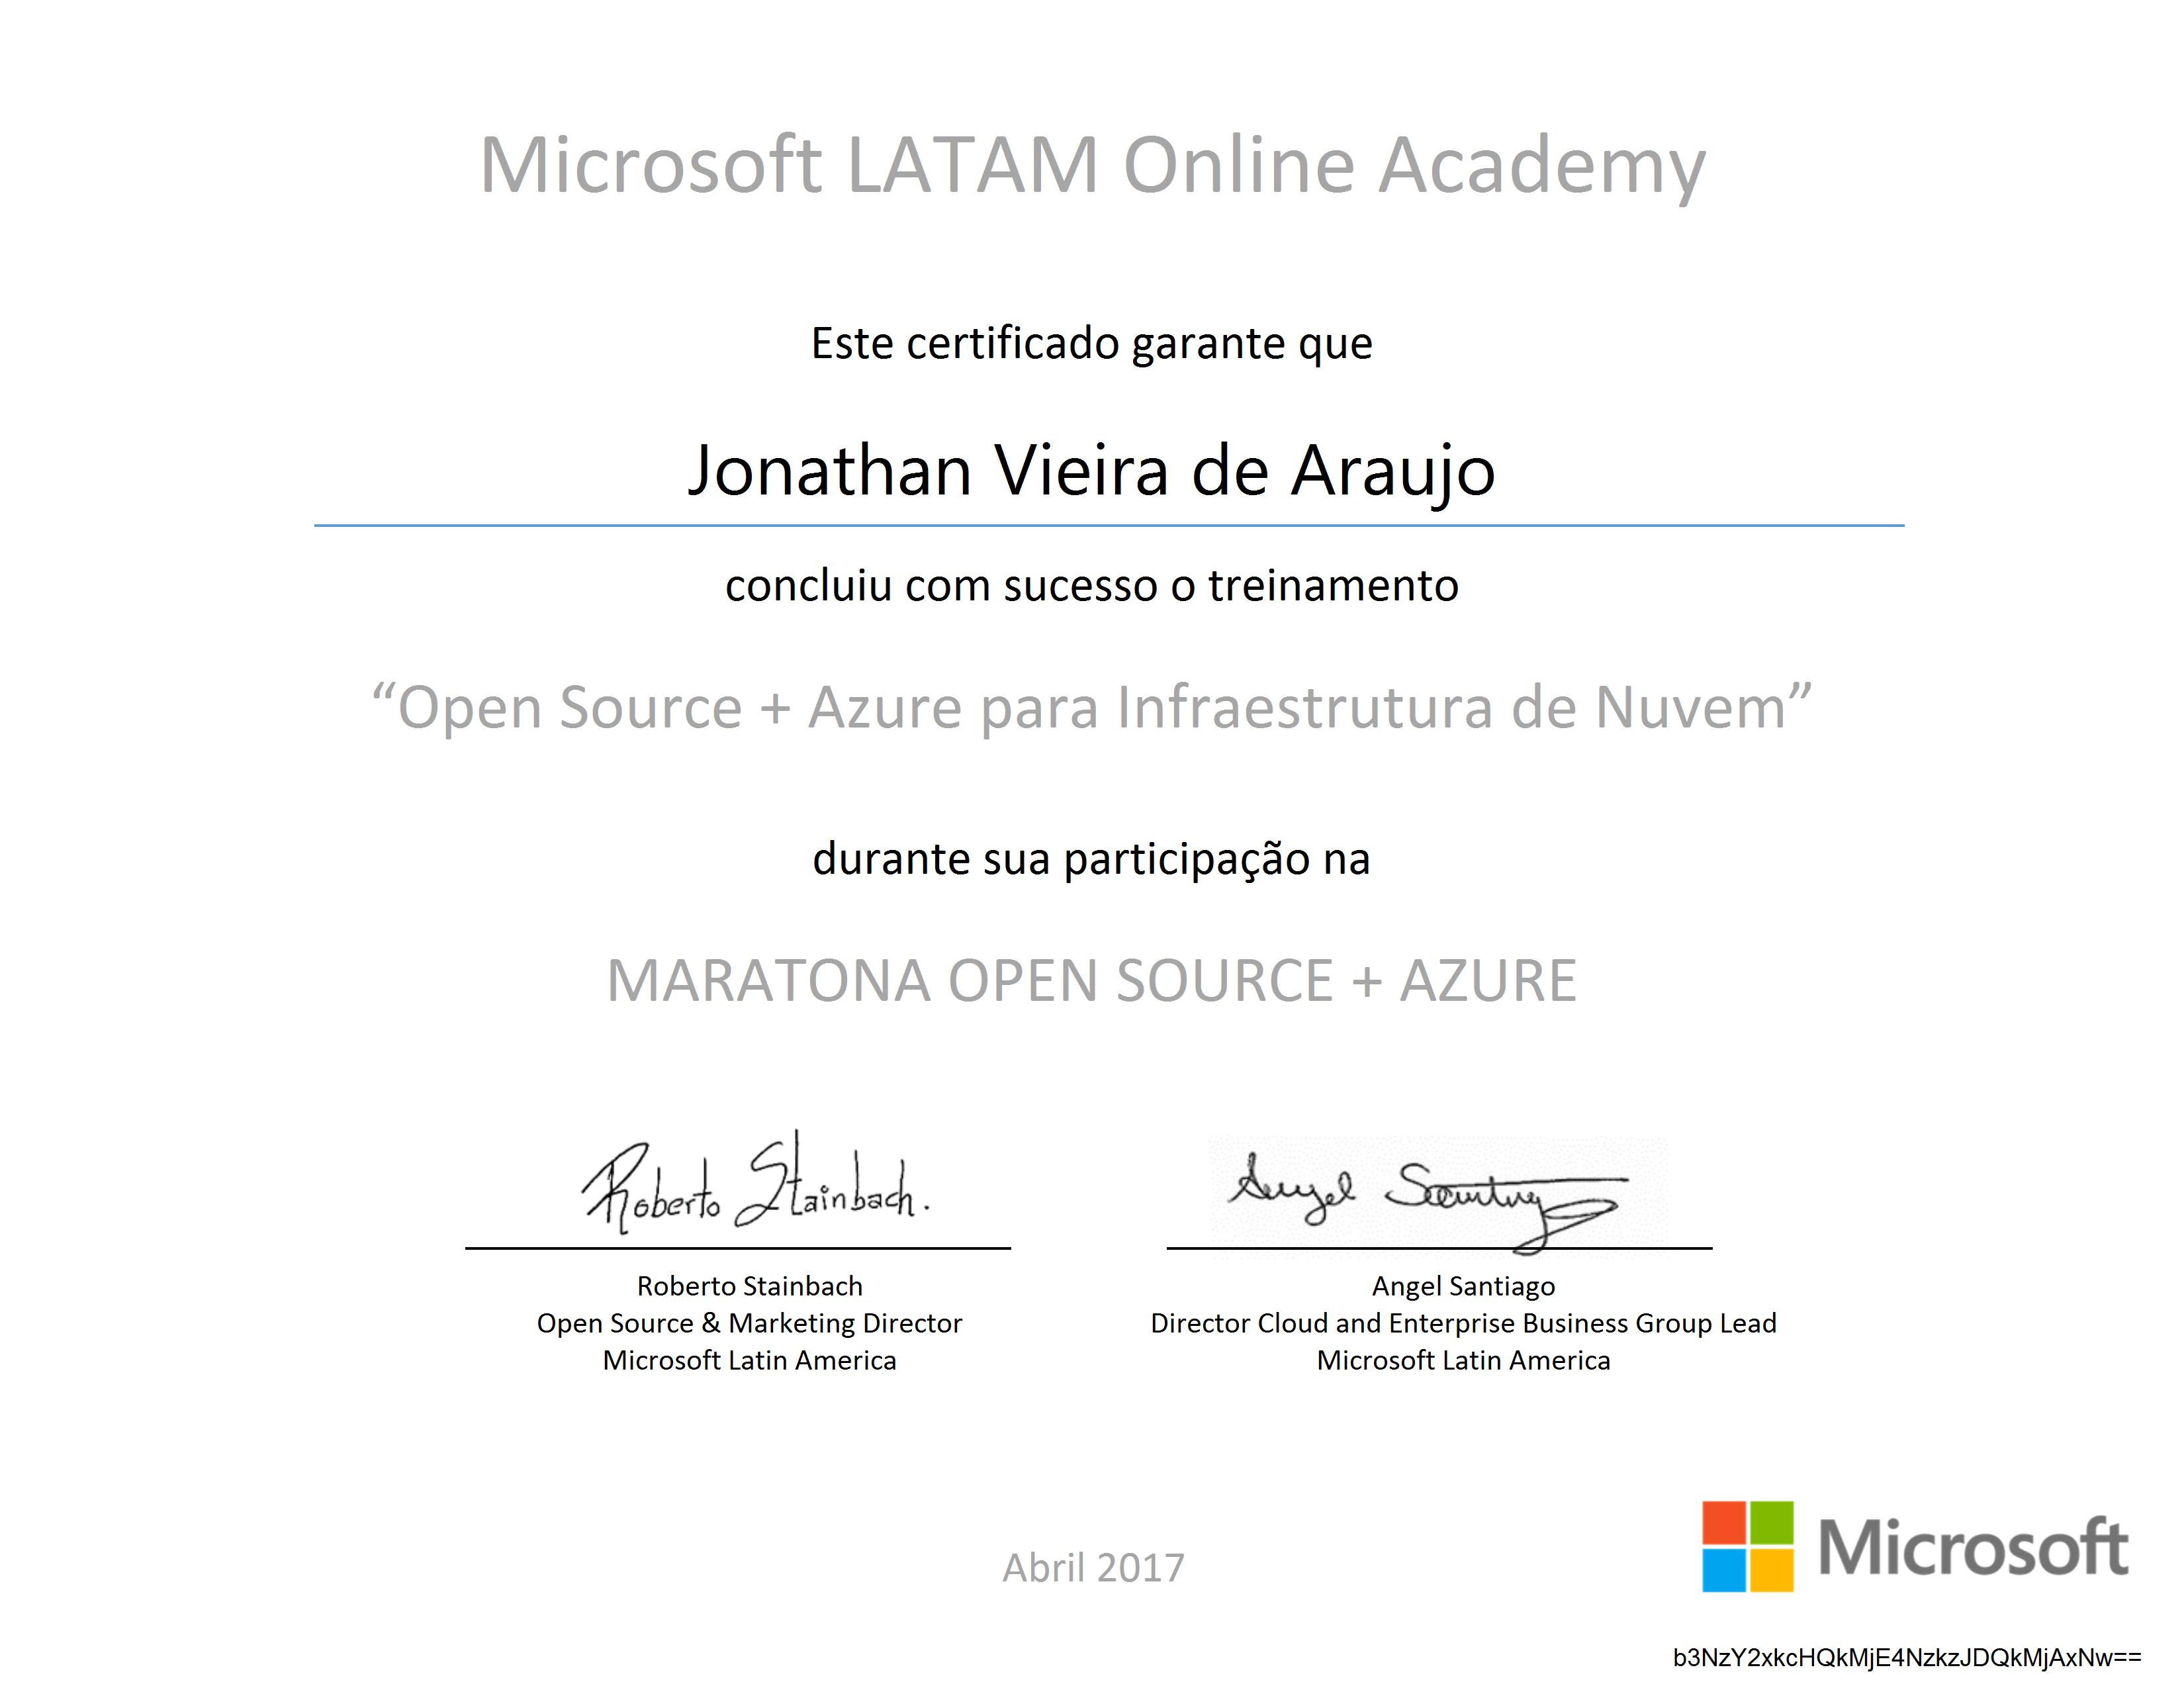 Microsoft LATAM Online Academy
Este certificado garante que
Jonathan Vieira de Araujo
concluiu com sucesso o treinamento
“Open Source + Azure para Infraestrutura de Nuvem”
durante sua participação na
MARATONA OPEN SOURCE + AZURE
Roberto Stainbach.
Angel Santiago
Roberto Stainbach
Open Source & Marketing Director
Microsoft Latin America
Angel Santiago
Director Cloud and Enterprise Business Group Lead
Microsoft Latin America
Abril 2017
Microsoft
b3NzY2xkcHQkMjE4NzkzJDQkMjAxNw==